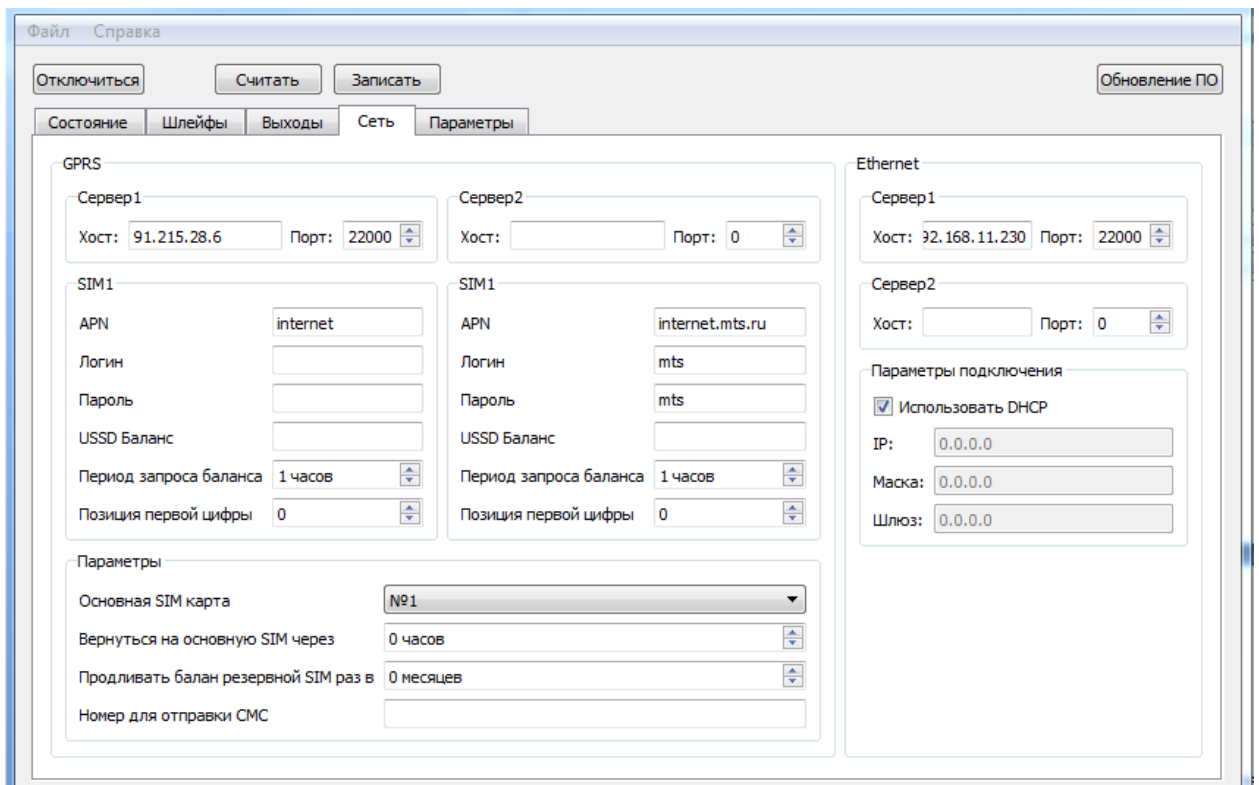 Файл Справка
Отключиться Считать Записать Обновление ПО
Состояние Шлейфы Выходы Сеть Параметры
GPRS
Сервер1
Хост: 91.215.28.6 Порт: 22000
Сервер2
Хост: Порт: 0
SIM1
APN internet
Логин
Пароль
USSD Баланс
Период запроса баланса 1 часов
Позиция первой цифры 0
SIM1
APN internet.mts.ru
Логин mts
Пароль mts
USSD Баланс
Период запроса баланса 1 часов
Позиция первой цифры 0
Параметры
Основная SIM карта №1
Вернуться на основную SIM через 0 часов
Продливать балан резервной SIM раз в 0 месяцев
Номер для отправки СМС
Ethernet
Сервер1
Хост: 92.168.11.230 Порт: 22000
Сервер2
Хост: Порт: 0
Параметры подключения
Использовать DHCP
IP: 0.0.0.0
Маска: 0.0.0.0
Шлюз: 0.0.0.0